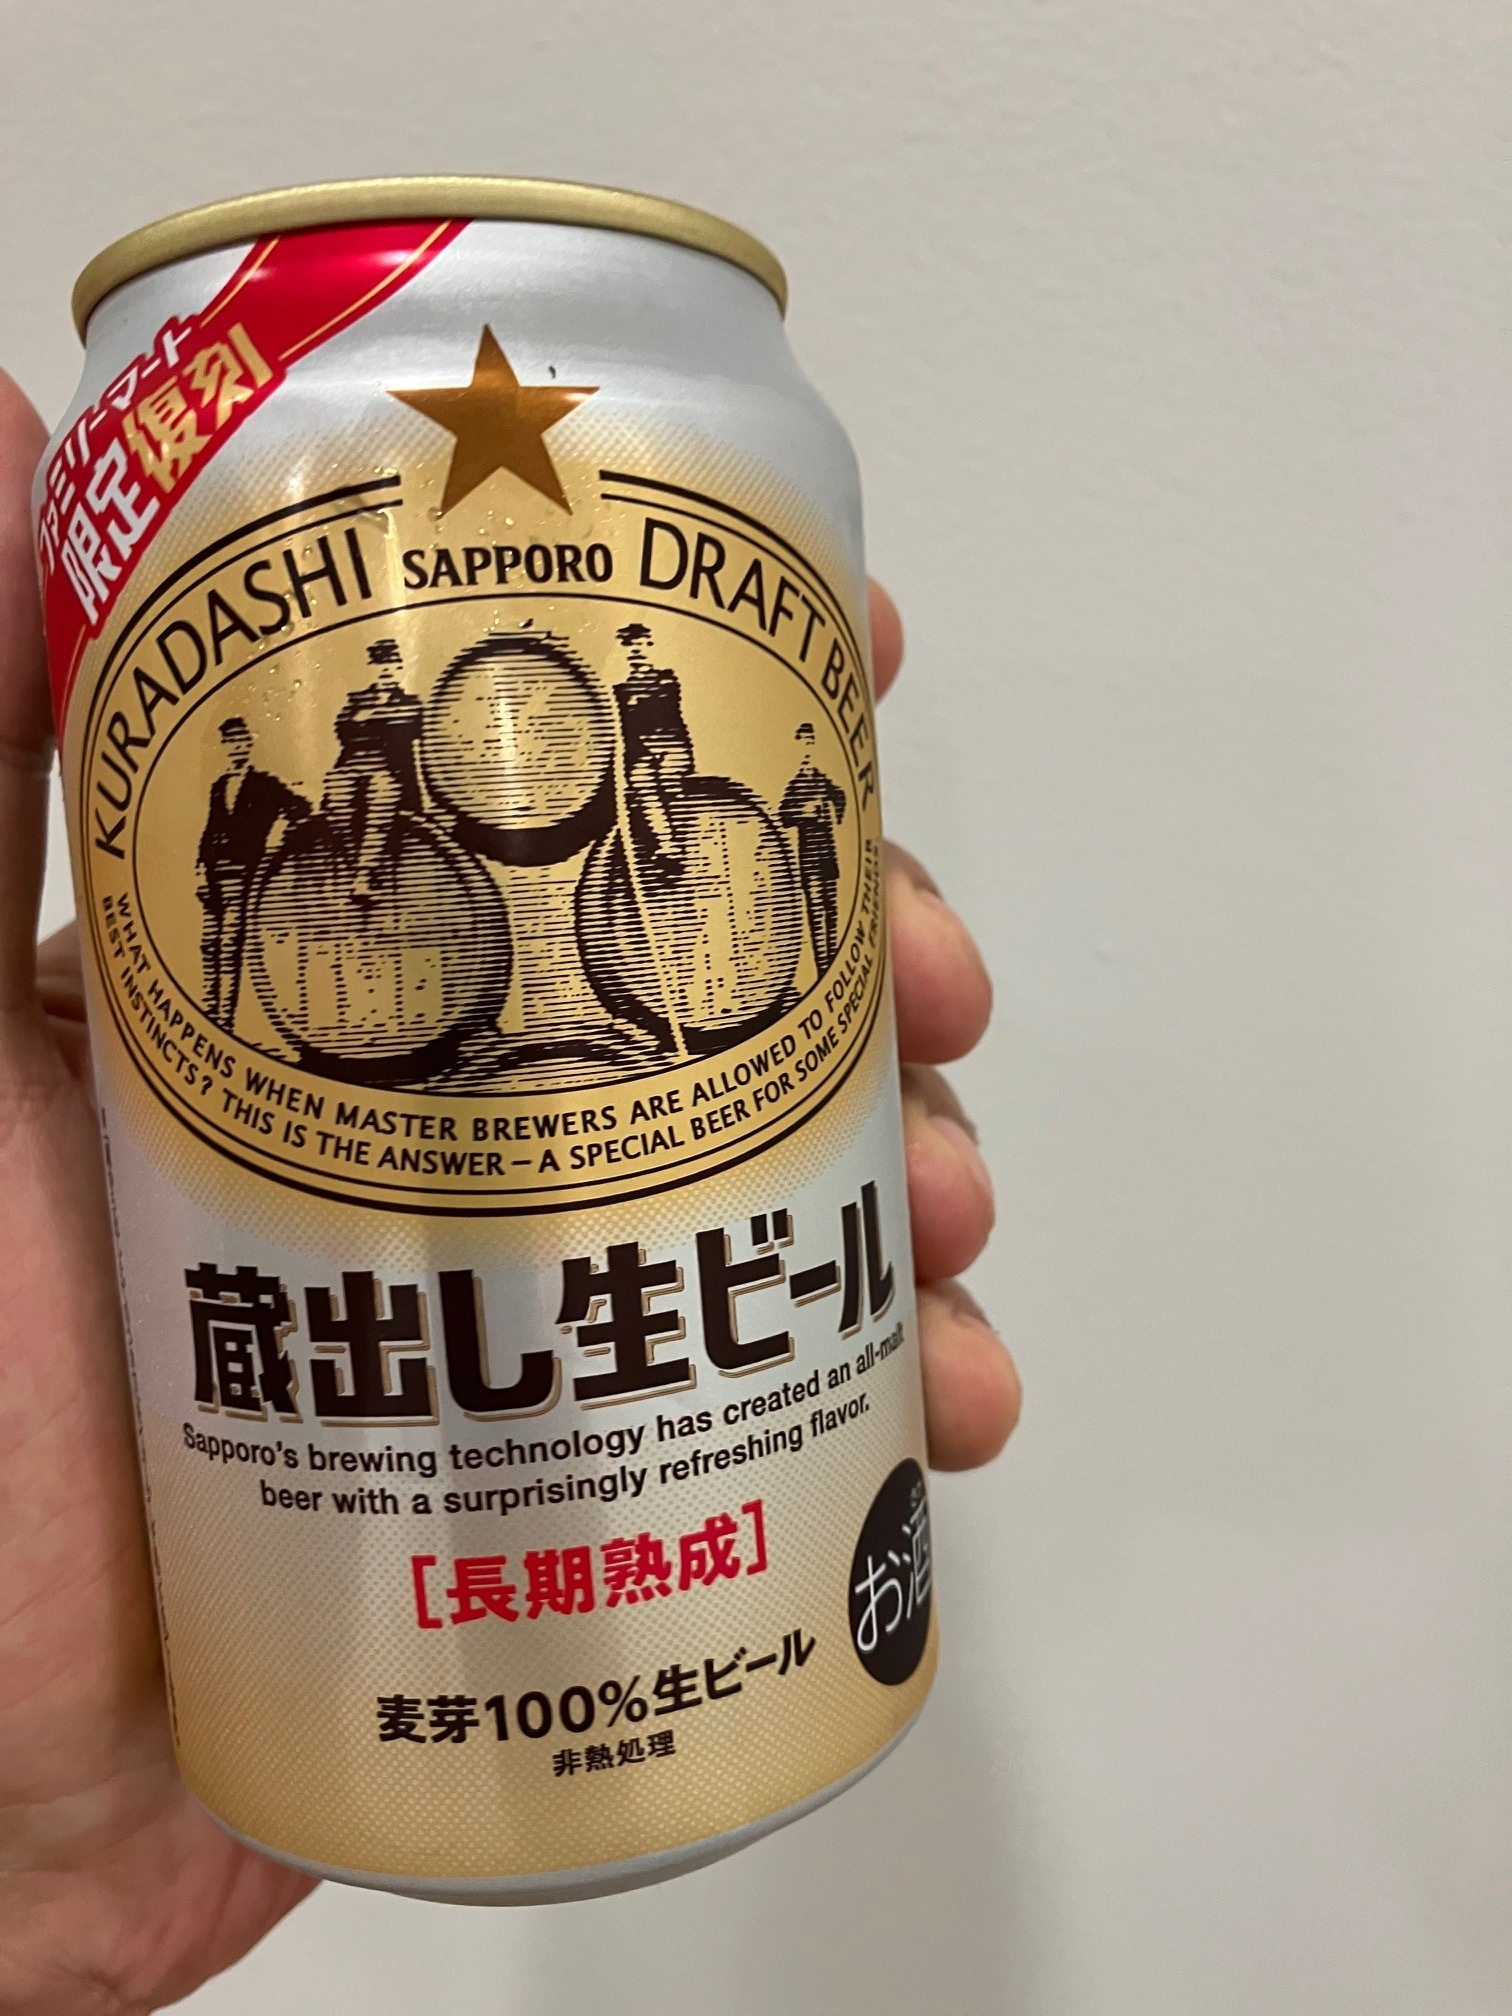 ファミリーマート
限定復刻
KURADASHI SAPPORO DRAFT BEER
WHAT HAPPENS WHEN MASTER BREWERS ARE ALLOWED TO FOLLOW THEIR
BEST INSTINCTS? THIS IS THE ANSWER–A SPECIAL BEER FOR SOME SPECIAL FRIENDS
蔵出し生ビール
Sapporo's brewing technology has created an all-malt
beer with a surprisingly refreshing flavor.
[長期熟成]
お酒
麦芽100%生ビール
非熱処理